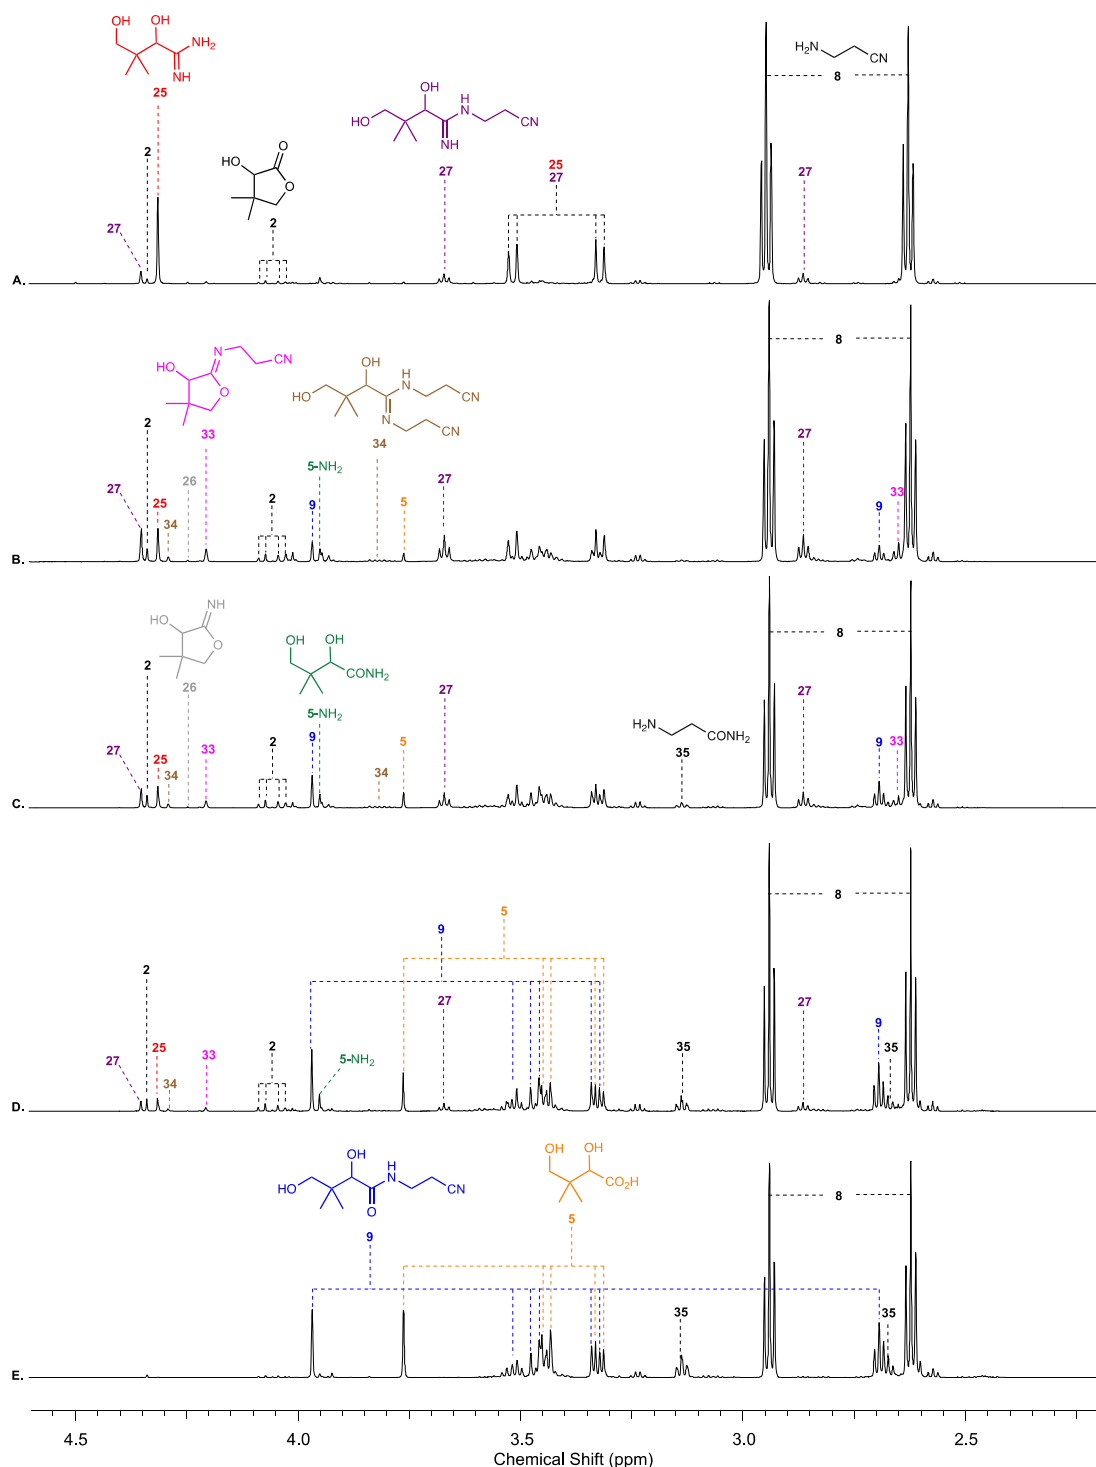 OH
OH
NH2
NH
25
2
HO
O
O
2
27
OH
H
N
HO
CN
NH
27
25
27
H2N
CN
8
27
A.
N
CN
HO
O
33
2
27
25
34
26
2
OH
H
N
HO
CN
N
CN
34
5-NH2
9
5
27
8
27
9
33
B.
NH
HO
O
26
2
27
25
34
33
2
OH
OH
CONH2
5-NH2
9
34
5
27
H2N
CONH2
35
8
27
9
33
C.
5
9
2
27
25
34
33
2
5-NH2
27
35
8
27
9
35
D.
OH
H
N
HO
CN
O
9
OH
OH
CO2H
5
35
8
35
E.
4.5
4.0
3.5
3.0
2.5
Chemical Shift (ppm)